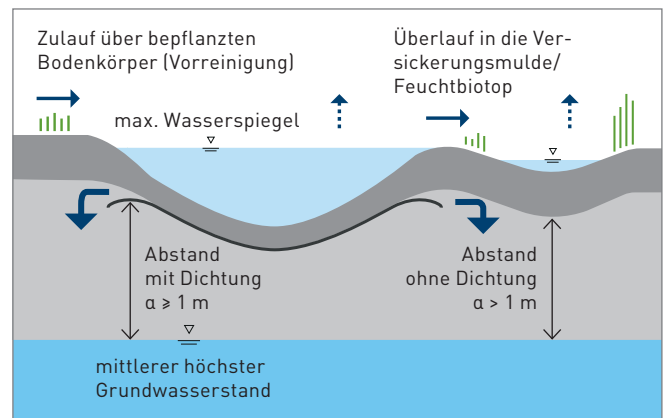 Zulauf über bepflanzten
Bodenkörper (Vorreinigung)
Überlauf in die Ver-
sickerungsmulde/
Feuchtbiotop
max. Wasserspiegel
Abstand
mit Dichtung
α ≥ 1 m
Abstand
ohne Dichtung
α > 1 m
mittlerer höchster
Grundwasserstand